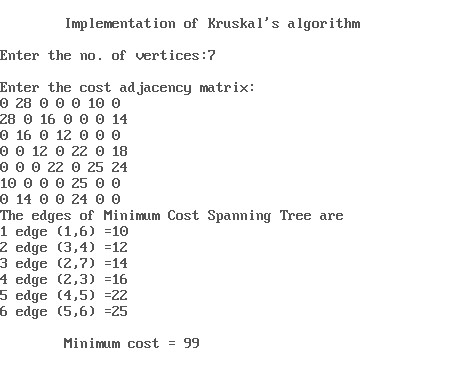 Implementation of Kruskal's algorithm
Enter the no. of vertices:7
Enter the cost adjacency matrix:
0 28 0 0 0 10 0
28 0 16 0 0 0 14
0 16 0 12 0 0 0
0 0 12 0 22 0 18
0 0 0 22 0 25 24
10 0 0 0 25 0 0
0 14 0 0 24 0 0
The edges of Minimum Cost Spanning Tree are
1 edge (1,6) =10
2 edge (3,4) =12
3 edge (2,7) =14
4 edge (2,3) =16
5 edge (4,5) =22
6 edge (5,6) =25
Minimum cost = 99